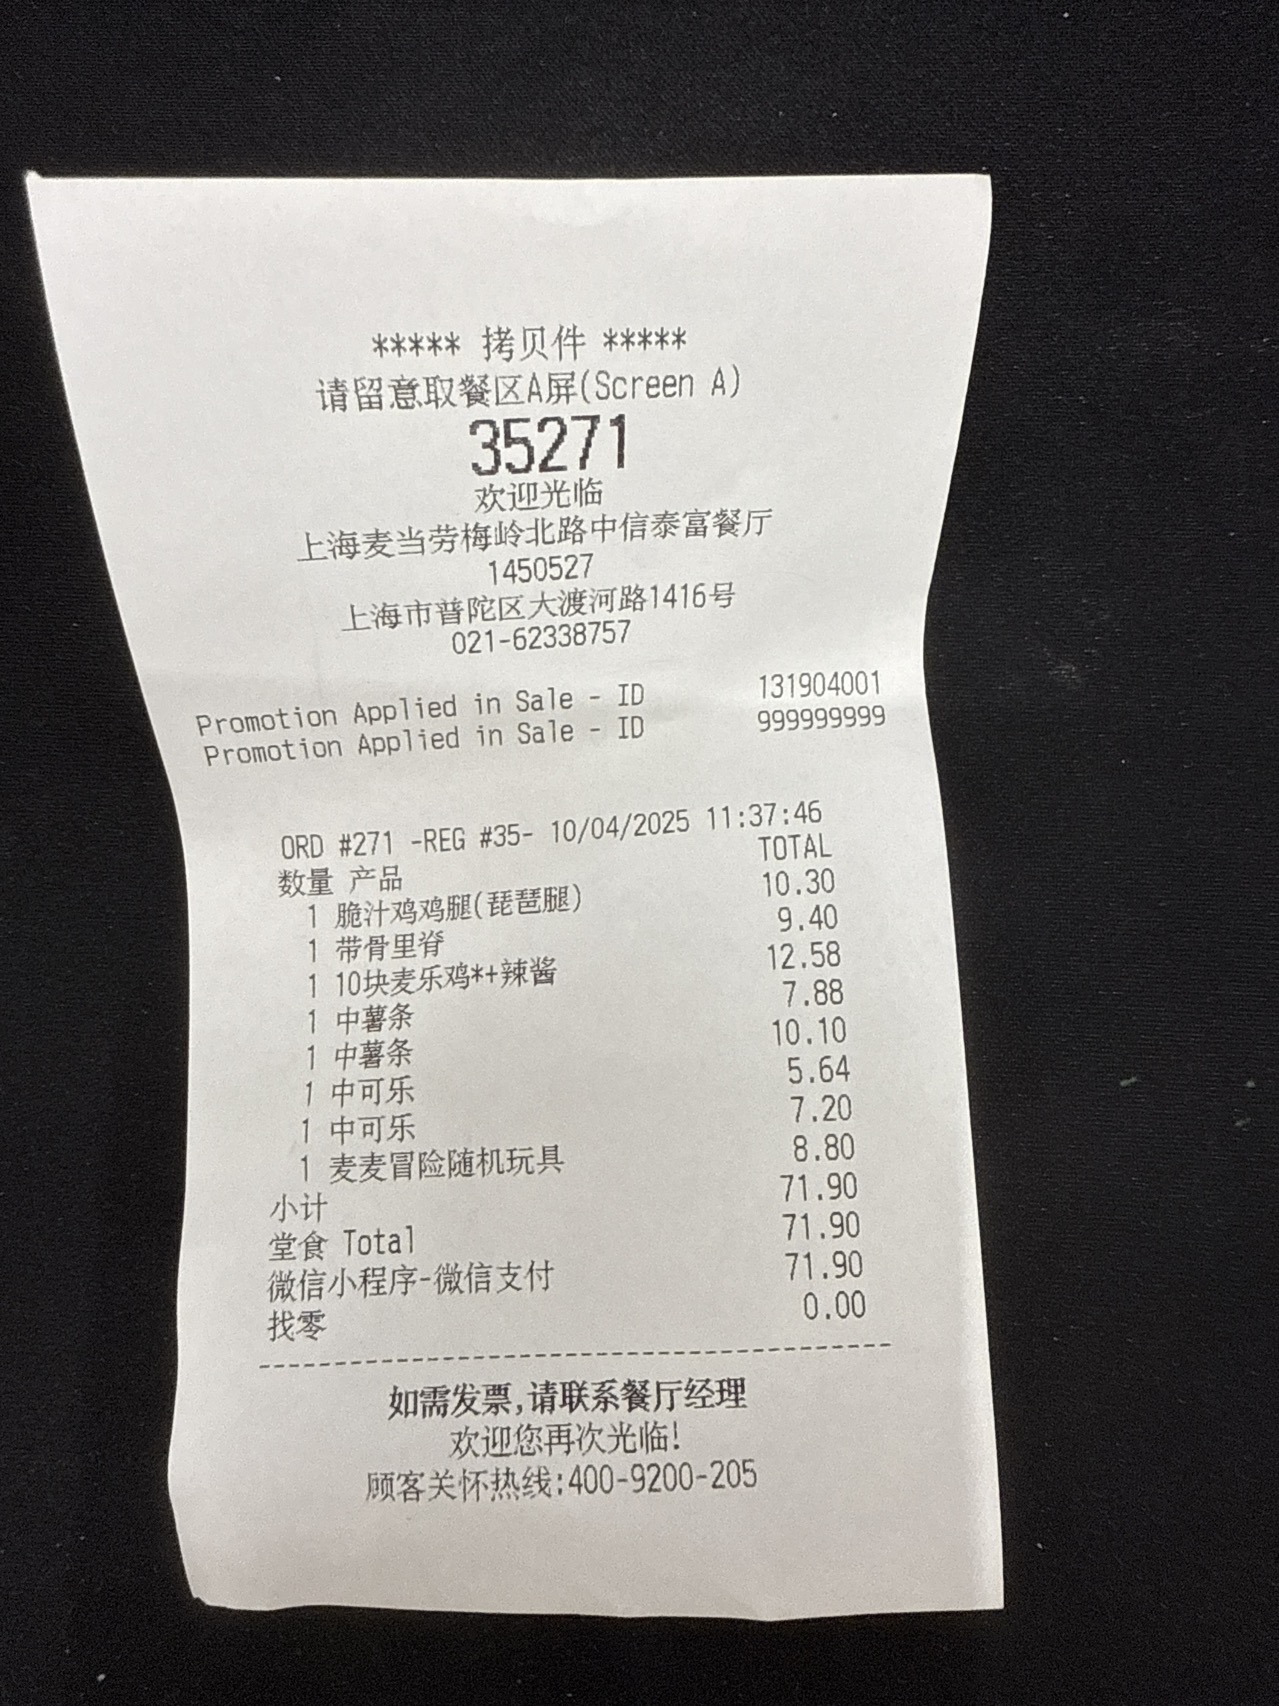 ***** 拷贝件 *****
请留意取餐区A屏(Screen A)
35271
欢迎光临
上海麦当劳梅岭北路中信泰富餐厅
1450527
上海市普陀区大渡河路1416号
021-62338757
Promotion Applied in Sale - ID 131904001
Promotion Applied in Sale - ID 999999999
ORD #271 -REG #35- 10/04/2025 11:37:46
数量 产品 TOTAL
1 脆汁鸡鸡腿(琵琶腿) 10.30
1 带骨里脊 9.40
1 10块麦乐鸡*+辣酱 12.58
1 中薯条 7.88
1 中薯条 10.10
1 中可乐 5.64
1 中可乐 7.20
1 麦麦冒险随机玩具 8.80
小计 71.90
堂食 Total 71.90
微信小程序-微信支付 71.90
找零 0.00
--------------------------------------------
如需发票,请联系餐厅经理
欢迎您再次光临!
顾客关怀热线:400-9200-205